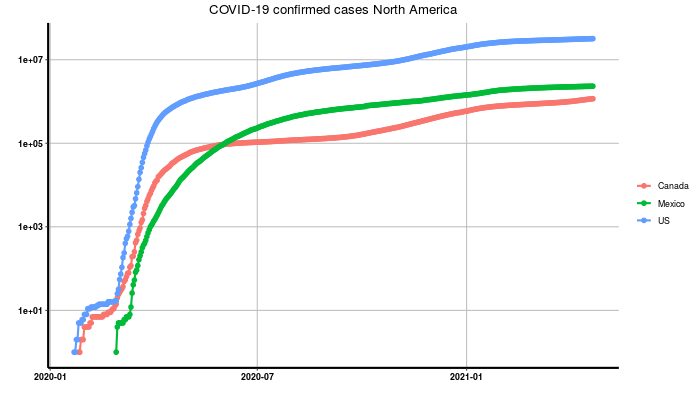 COVID-19 confirmed cases North America
1e+07
1e+05
1e+03
1e+01
2020-01
2020-07
2021-01
Canada
Mexico
US